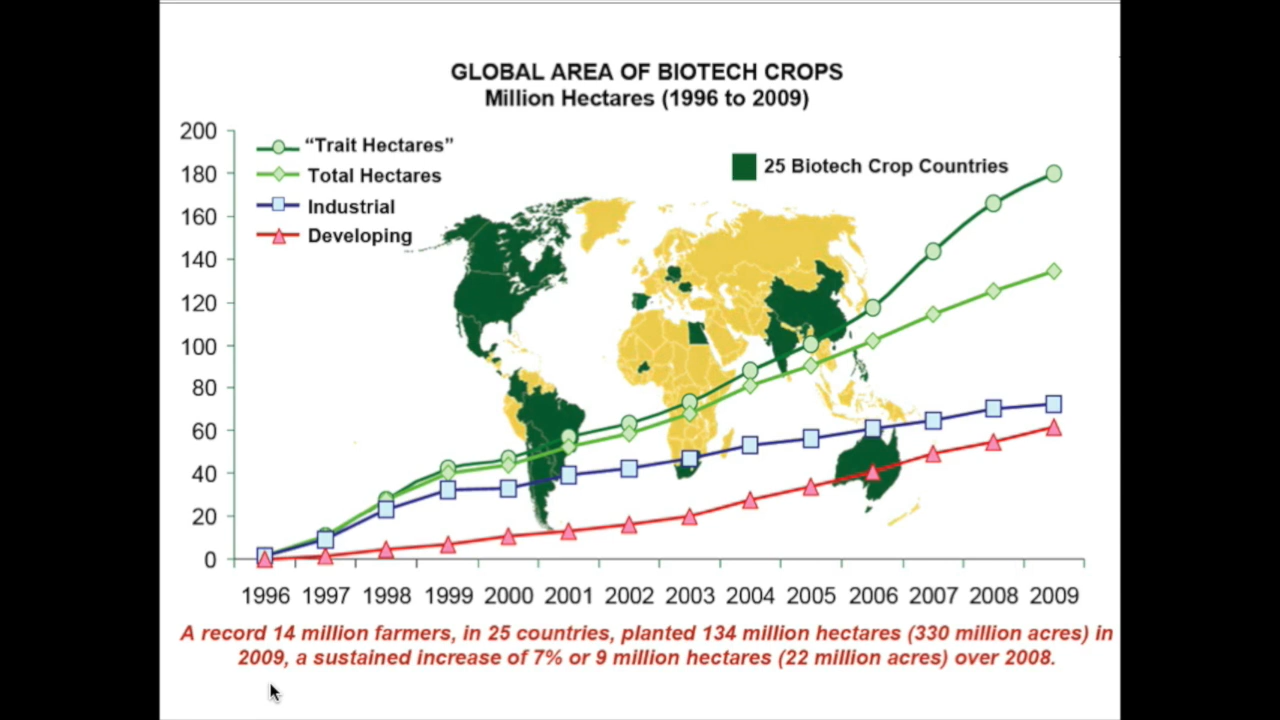 GLOBAL AREA OF BIOTECH CROPS
Million Hectares (1996 to 2009)
200
180
160
140
120
100
80
60
40
20
0
“Trait Hectares”
Total Hectares
Industrial
Developing
25 Biotech Crop Countries
1996 1997 1998 1999 2000 2001 2002 2003 2004 2005 2006 2007 2008 2009
A record 14 million farmers, in 25 countries, planted 134 million hectares (330 million acres) in
2009, a sustained increase of 7% or 9 million hectares (22 million acres) over 2008.